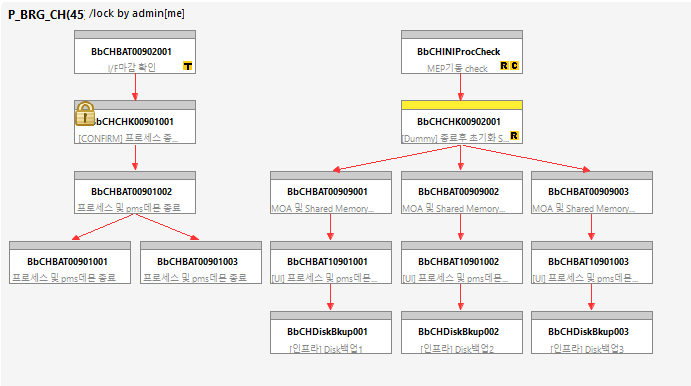 P_BRG_CH(45) /lock by admin[me]
BbCHBAT00902001
I/F마감 확인
T
BbCHINIProcCheck
MEP기동 check
R C
BbCHCHK00901001
[CONFIRM] 프로세스 종...
BbCHCHK00902001
[Dummy] 종료후 초기화 S...
R
BbCHBAT00901002
프로세스 및 pms데몬 종료
BbCHBAT00909001
MOA 및 Shared Memory...
BbCHBAT00909002
MOA 및 Shared Memory...
BbCHBAT00909003
MOA 및 Shared Memory...
BbCHBAT00901001
프로세스 및 pms데몬 종료
BbCHBAT00901003
프로세스 및 pms데몬 종료
BbCHBAT10901001
[UI] 프로세스 및 pms데몬...
BbCHBAT10901002
[UI] 프로세스 및 pms데몬...
BbCHBAT10901003
[UI] 프로세스 및 pms데몬...
BbCHDiskBkup001
[인프라] Disk백업1
BbCHDiskBkup002
[인프라] Disk백업2
BbCHDiskBkup003
[인프라] Disk백업3